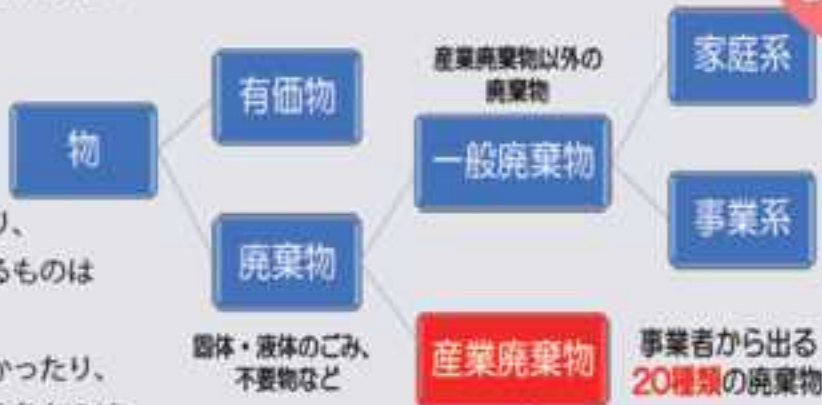 物
有価物
廃棄物
固体・液体のごみ、
不要物など
産業廃棄物以外の
廃棄物
一般廃棄物
産業廃棄物
家庭系
事業系
事業者から出る
20種類の廃棄物
り、
るものは
かったり、